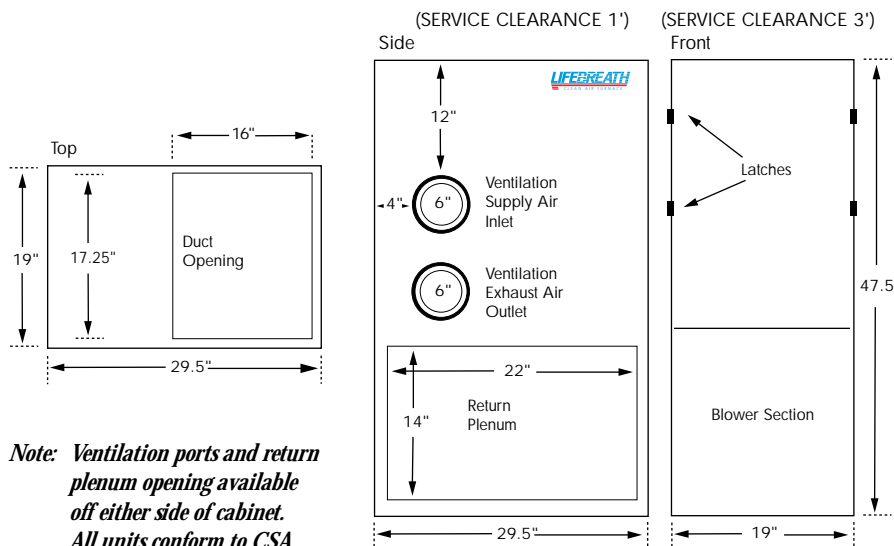 (SERVICE CLEARANCE 1') (SERVICE CLEARANCE 3')
Side
Front
LIFEBREATH
CLEAN AIR FURNACE
12"
4"
6"
Ventilation
Supply Air
Inlet
6"
Ventilation
Exhaust Air
Outlet
22"
14"
Return
Plenum
29.5"
Latches
47.5
Blower Section
19"
Top
16"
19"
17.25"
Duct
Opening
29.5"
Note: Ventilation ports and return
plenum opening available
off either side of cabinet.
All units conform to CSA